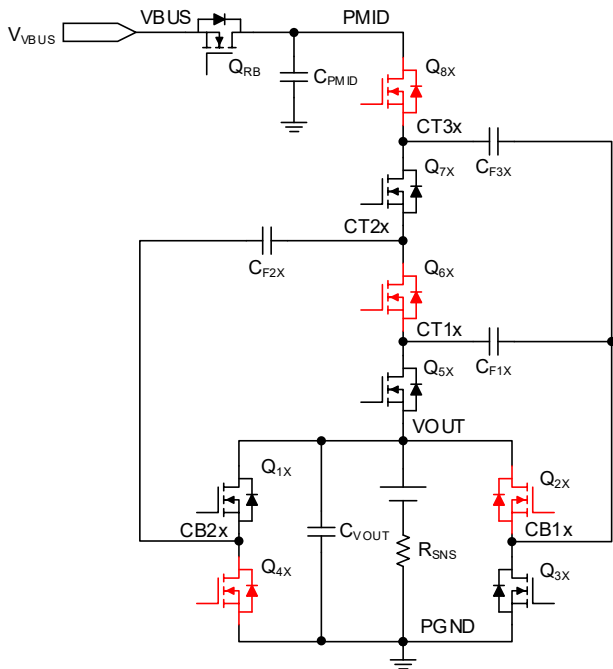 VBUS
PMID
VVBUS
QRB
CPMID
Q8X
CT3x
CF3X
Q7X
CT2x
CF2X
Q6X
CT1x
CF1X
Q5X
VOUT
Q1X
Q2X
CB2x
CVOUT
RSNS
CB1x
Q4X
Q3X
PGND